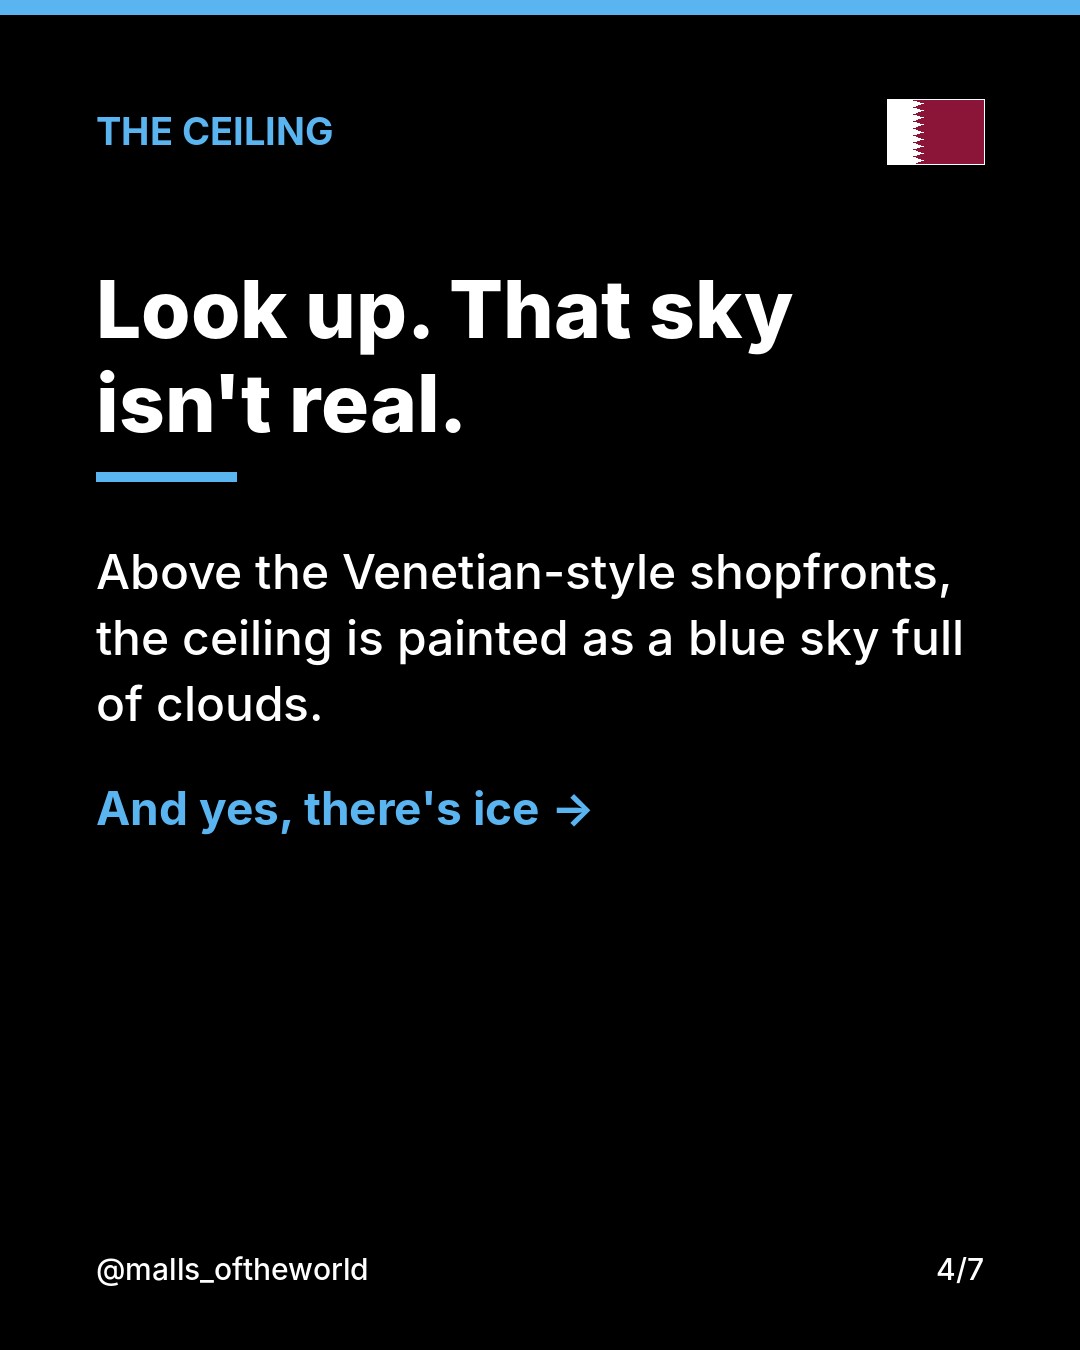 THE CEILING
Look up. That sky
isn't real.
Above the Venetian-style shopfronts,
the ceiling is painted as a blue sky full
of clouds.
And yes, there's ice →
@malls_oftheworld
4/7